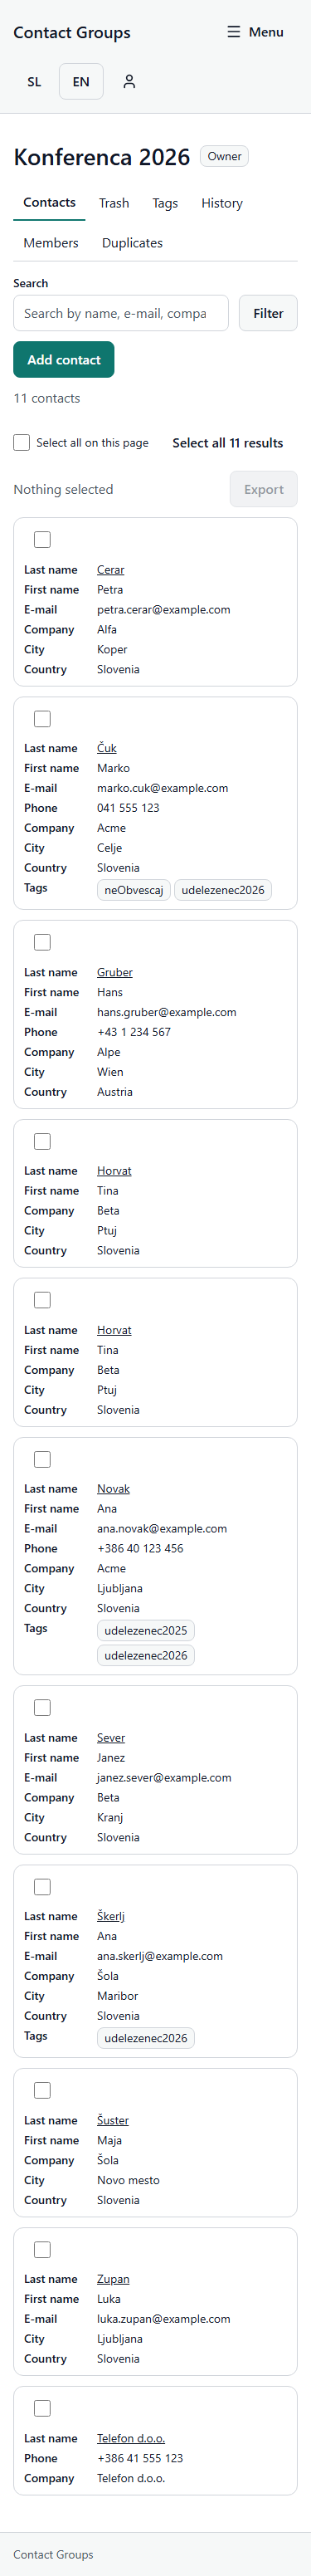 Contact Groups
Menu
SL EN
Konferenca 2026 Owner
Contacts Trash Tags History
Members Duplicates
Search
Search by name, e-mail, compa Filter
Add contact
11 contacts
Select all on this page Select all 11 results
Nothing selected Export
Last name Cerar
First name Petra
E-mail petra.cerar@example.com
Company Alfa
City Koper
Country Slovenia
Last name Čuk
First name Marko
E-mail marko.cuk@example.com
Phone 041 555 123
Company Acme
City Celje
Country Slovenia
Tags neObvescaj udelezenec2026
Last name Gruber
First name Hans
E-mail hans.gruber@example.com
Phone +43 1 234 567
Company Alpe
City Wien
Country Austria
Last name Horvat
First name Tina
Company Beta
City Ptuj
Country Slovenia
Last name Horvat
First name Tina
Company Beta
City Ptuj
Country Slovenia
Last name Novak
First name Ana
E-mail ana.novak@example.com
Phone +386 40 123 456
Company Acme
City Ljubljana
Country Slovenia
Tags udelezenec2025
udelezenec2026
Last name Sever
First name Janez
E-mail janez.sever@example.com
Company Beta
City Kranj
Country Slovenia
Last name Škerlj
First name Ana
E-mail ana.skerlj@example.com
Company Šola
City Maribor
Country Slovenia
Tags udelezenec2026
Last name Šuster
First name Maja
Company Šola
City Novo mesto
Country Slovenia
Last name Zupan
First name Luka
E-mail luka.zupan@example.com
City Ljubljana
Country Slovenia
Last name Telefon d.o.o.
Phone +386 41 555 123
Company Telefon d.o.o.
Contact Groups